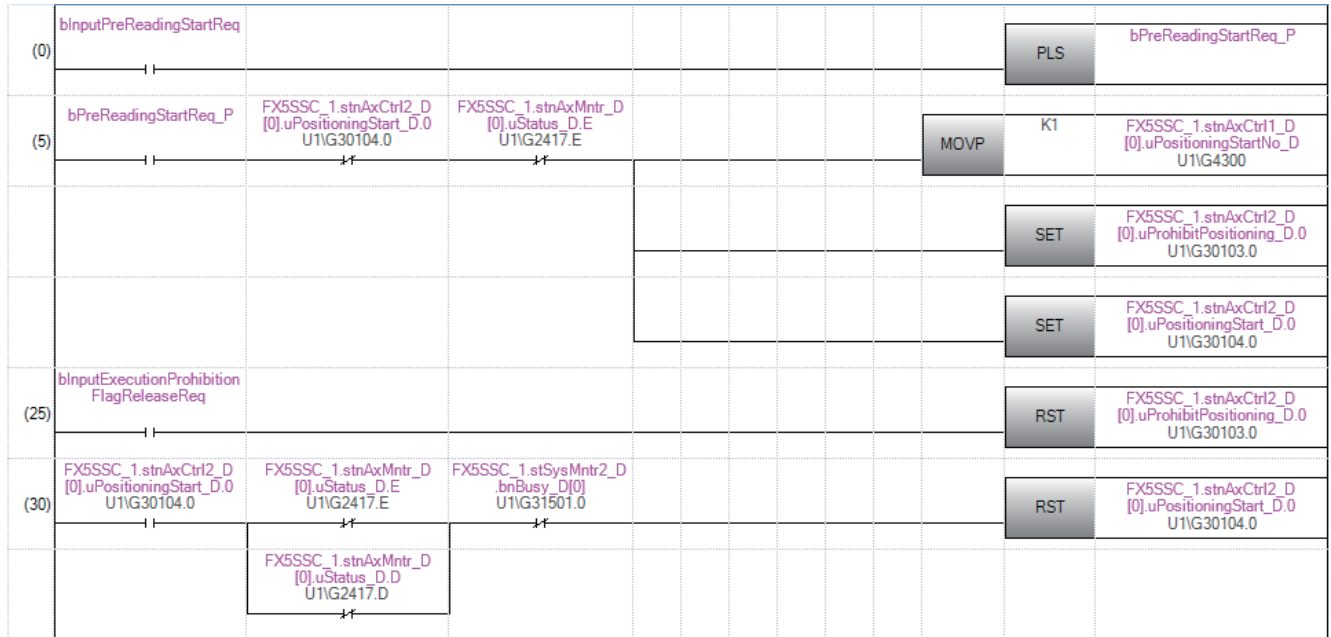 bInputPreReadingStartReq
(0)
PLS
bPreReadingStartReq_P
(5)
bPreReadingStartReq_P
FX5SSC_1.stnAxCtrl2_D
[0].uPositioningStart_D.0
U1\G30104.0
FX5SSC_1.stnAxMntr_D
[0].uStatus_D.E
U1\G2417.E
MOVP
K1
FX5SSC_1.stnAxCtrl1_D
[0].uPositioningStartNo_D
U1\G4300
SET
FX5SSC_1.stnAxCtrl2_D
[0].uProhibitPositioning_D.0
U1\G30103.0
SET
FX5SSC_1.stnAxCtrl2_D
[0].uPositioningStart_D.0
U1\G30104.0
bInputExecutionProhibition
FlagReleaseReq
(25)
RST
FX5SSC_1.stnAxCtrl2_D
[0].uProhibitPositioning_D.0
U1\G30103.0
(30)
FX5SSC_1.stnAxCtrl2_D
[0].uPositioningStart_D.0
U1\G30104.0
FX5SSC_1.stnAxMntr_D
[0].uStatus_D.E
U1\G2417.E
FX5SSC_1.stSysMntr2_D
.bnBusy_D[0]
U1\G31501.0
RST
FX5SSC_1.stnAxCtrl2_D
[0].uPositioningStart_D.0
U1\G30104.0
FX5SSC_1.stnAxMntr_D
[0].uStatus_D.D
U1\G2417.D